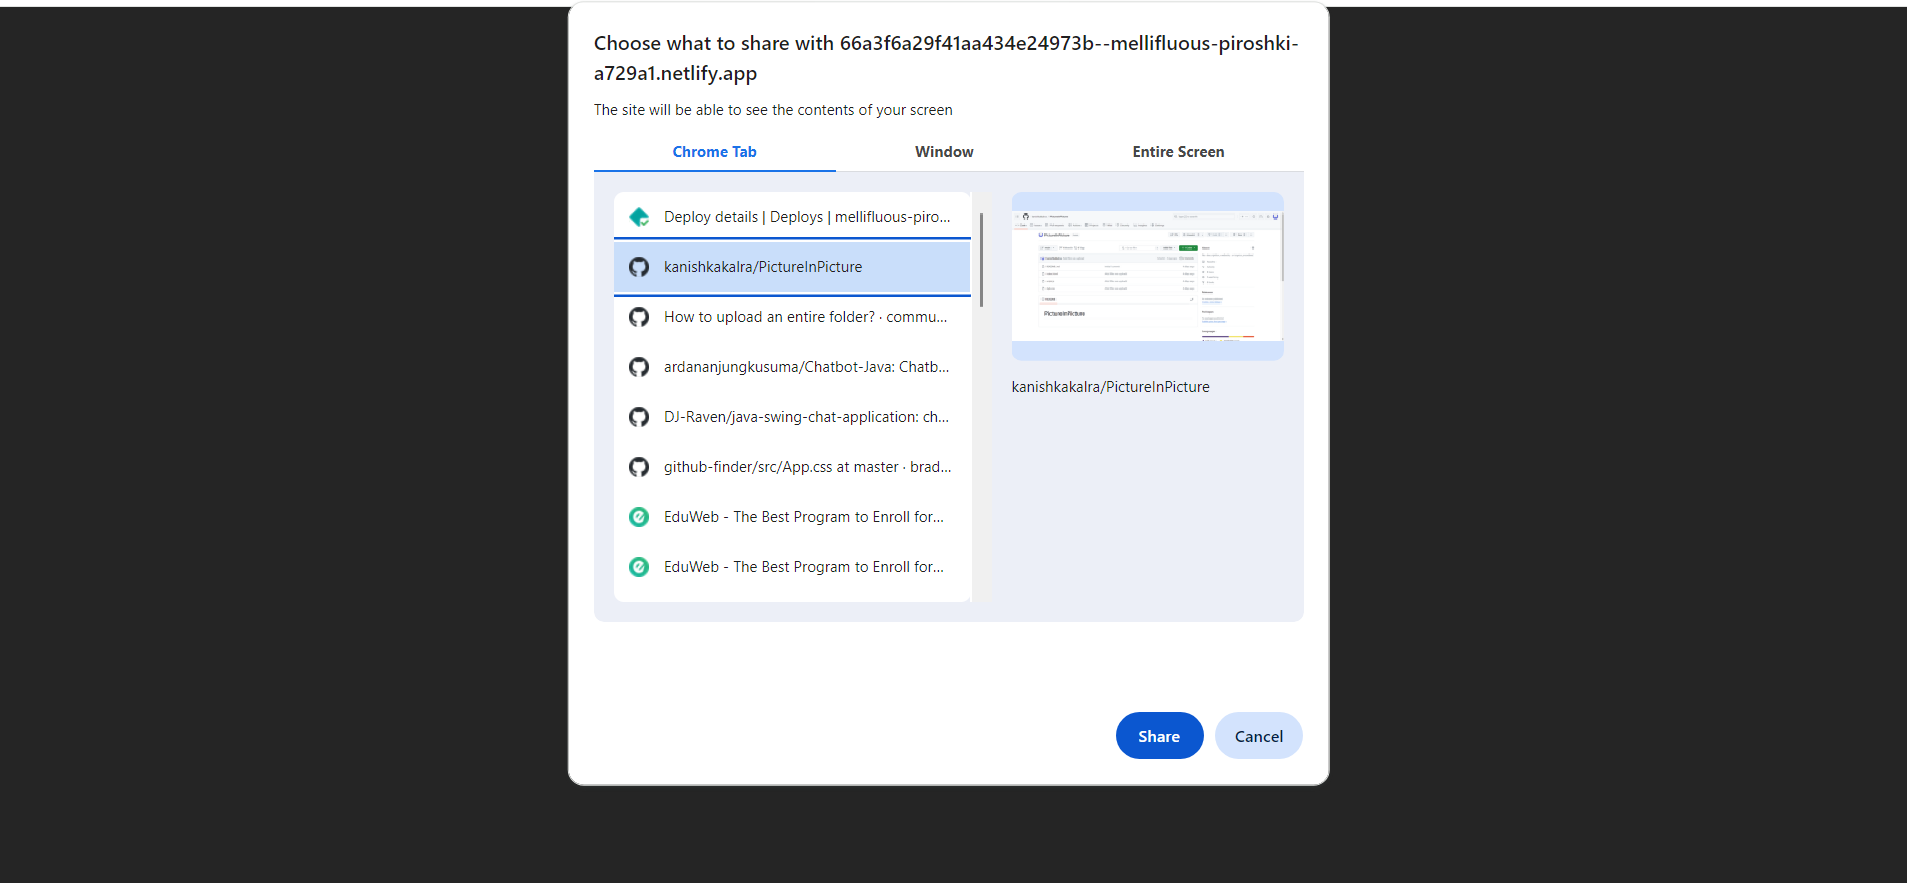 Choose what to share with 66a3f6a29f41aa434e24973b--mellifluous-piroshki-
a729a1.netlify.app
The site will be able to see the contents of your screen
Chrome Tab
Window
Entire Screen
Deploy details | Deploys | mellifluous-piro...
kanishkakalra/PictureInPicture
How to upload an entire folder? · commu...
ardananjungkusuma/Chatbot-Java: Chatb...
DJ-Raven/java-swing-chat-application: ch...
github-finder/src/App.css at master · brad...
EduWeb - The Best Program to Enroll for...
EduWeb - The Best Program to Enroll for...
PictureInPicture
kanishkakalra/PictureInPicture
Share
Cancel